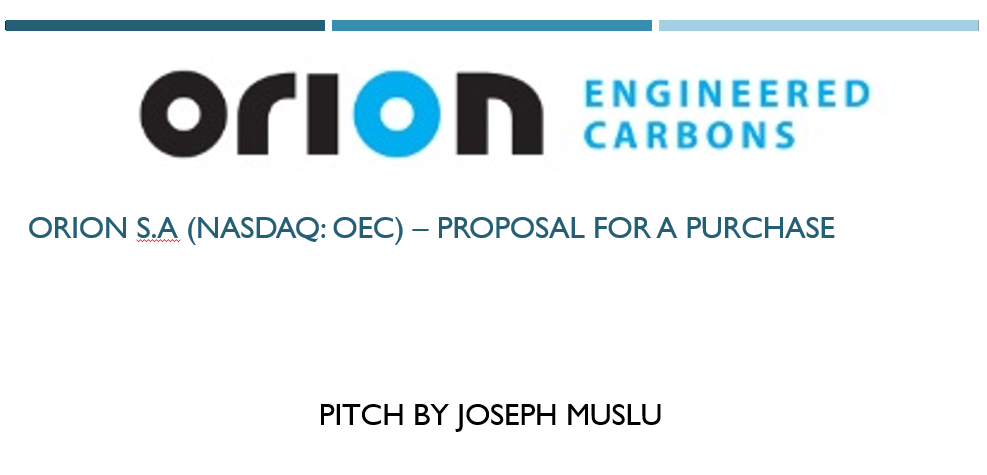 orion ENGINEERED
CARBONS
ORION S.A (NASDAQ: OEC) – PROPOSAL FOR A PURCHASE
PITCH BY JOSEPH MUSLU